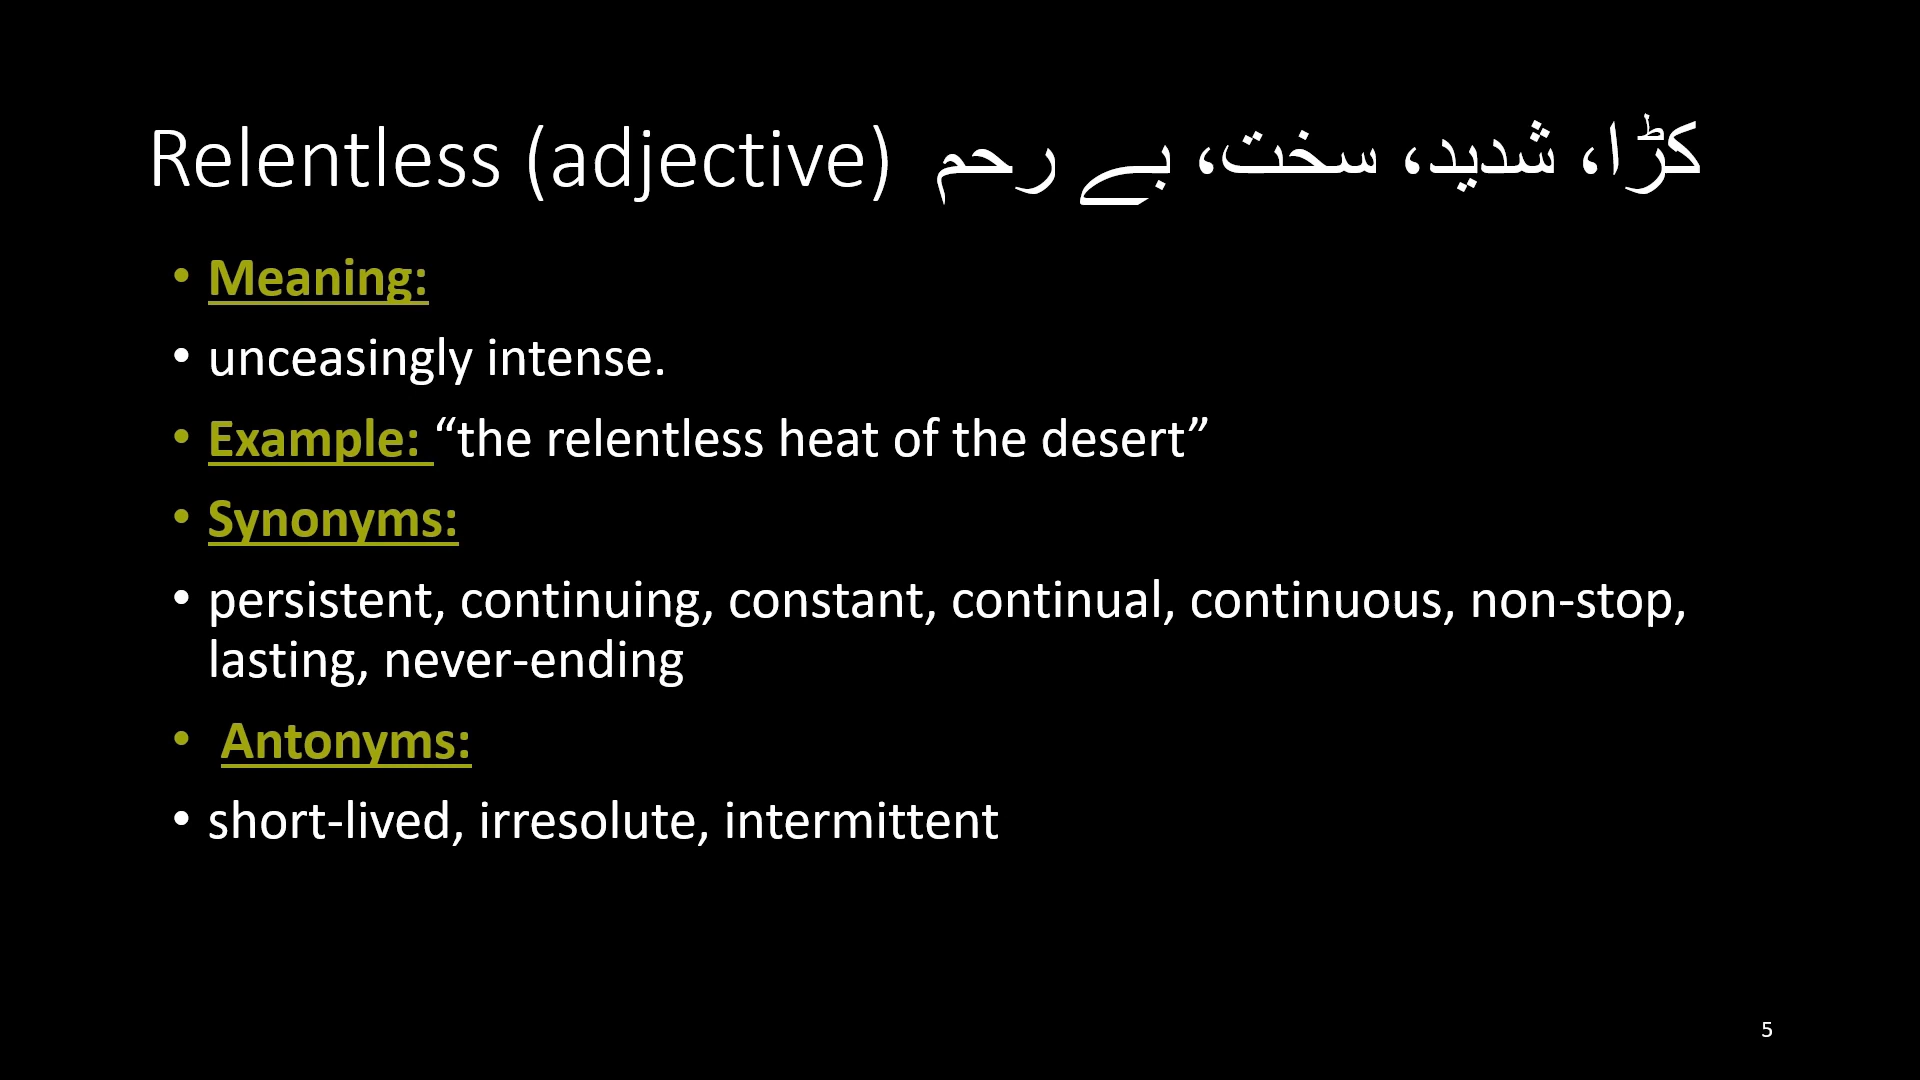 Relentless (adjective) کڑا، شدید، سخت، بے رحم
• Meaning:
• unceasingly intense.
• Example: “the relentless heat of the desert”
• Synonyms:
• persistent, continuing, constant, continual, continuous, non-stop,
lasting, never-ending
• Antonyms:
• short-lived, irresolute, intermittent
5